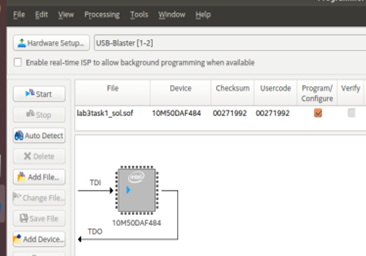 File Edit View Processing Tools Window Help
Hardware Setup... USB-Blaster [1-2]
Enable real-time ISP to allow background programming when available
Start
Stop
Auto Detect
Delete
Add File...
Change File...
Save File
Add Device...
File Device Checksum Usercode Program/ Verify
Configure
lab3task1_sol.sof 10M50DAF484 00271992 00271992
TDI
intel
10M50DAF484
TDO